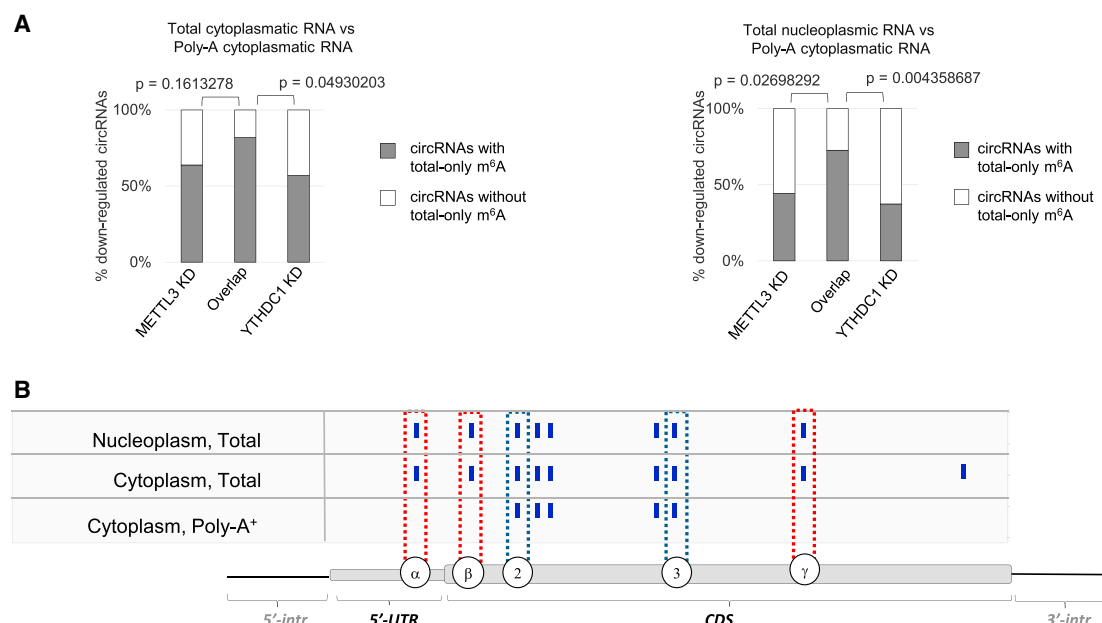 A
Total cytoplasmatic RNA vs
Poly-A cytoplasmatic RNA
p = 0.1613278
p = 0.04930203
100%
50%
0%
% down-regulated circRNAs
METTL3 KD
Overlap
YTHDC1 KD
circRNAs with
total-only m⁶A
circRNAs without
total-only m⁶A
Total nucleoplasmic RNA vs
Poly-A cytoplasmatic RNA
p = 0.02698292
p = 0.004358687
100%
50%
0%
% down-regulated circRNAs
METTL3 KD
Overlap
YTHDC1 KD
circRNAs with
total-only m⁶A
circRNAs without
total-only m⁶A
B
Nucleoplasm, Total
Cytoplasm, Total
Cytoplasm, Poly-A⁺
α β 2 3 γ
5'-intr 5'-UTR CDS 3'-intr